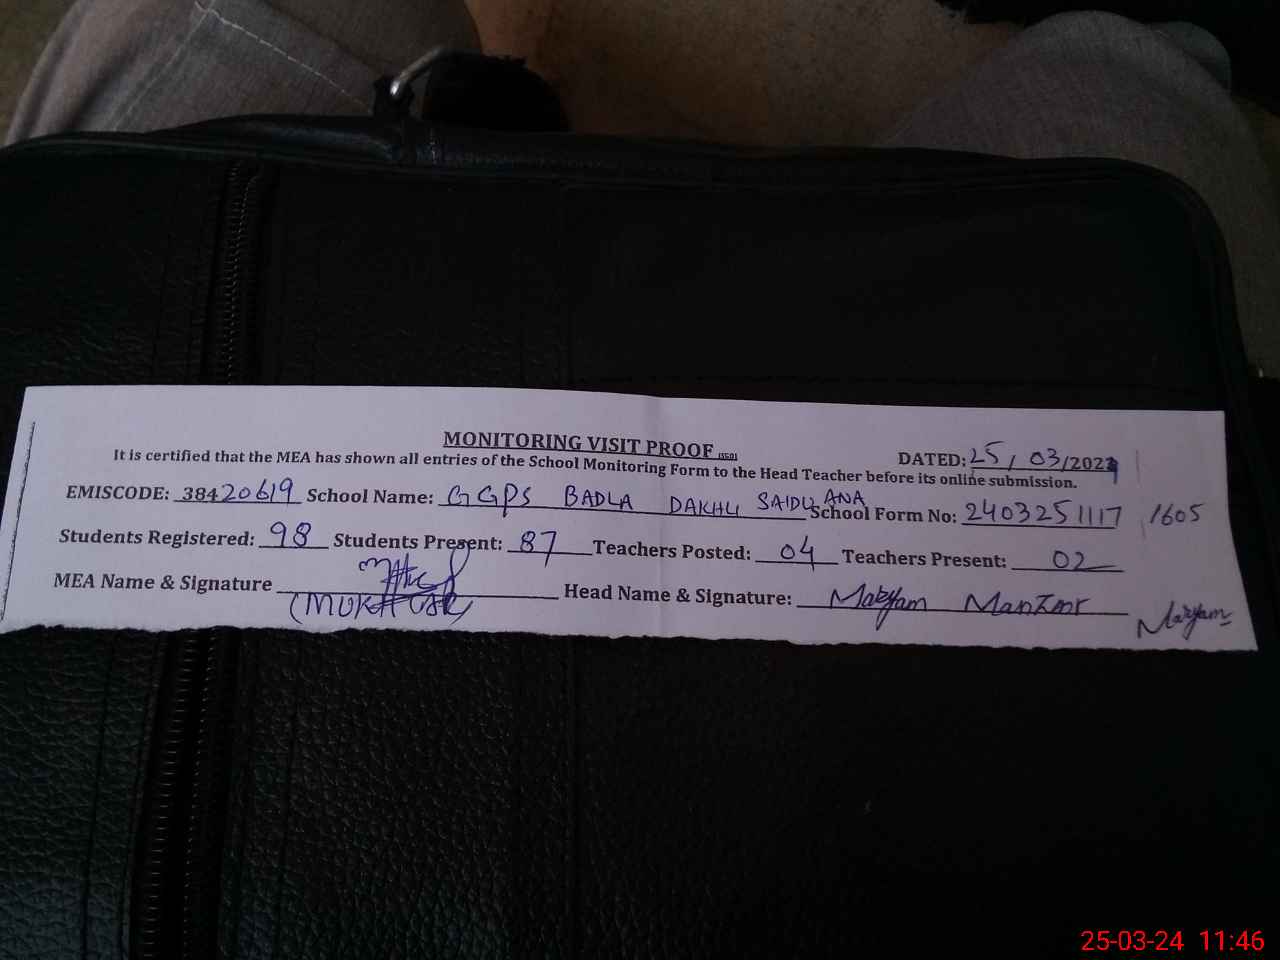 MONITORING VISIT PROOF
DATED: 25/03/2024
It is certified that the MEA has shown all entries of the School Monitoring Form to the Head Teacher before its online submission.
EMISCODE: 38420619 School Name: GGPS BADLA DAKHLI SAIDU ANA School Form No: 2403251117 1605
Students Registered: 98 Students Present: 87 Teachers Posted: 04 Teachers Present: 02
MEA Name & Signature Head Name & Signature: Maryam Manzoor Maryam
(MUKHTAR)
25-03-24 11:46